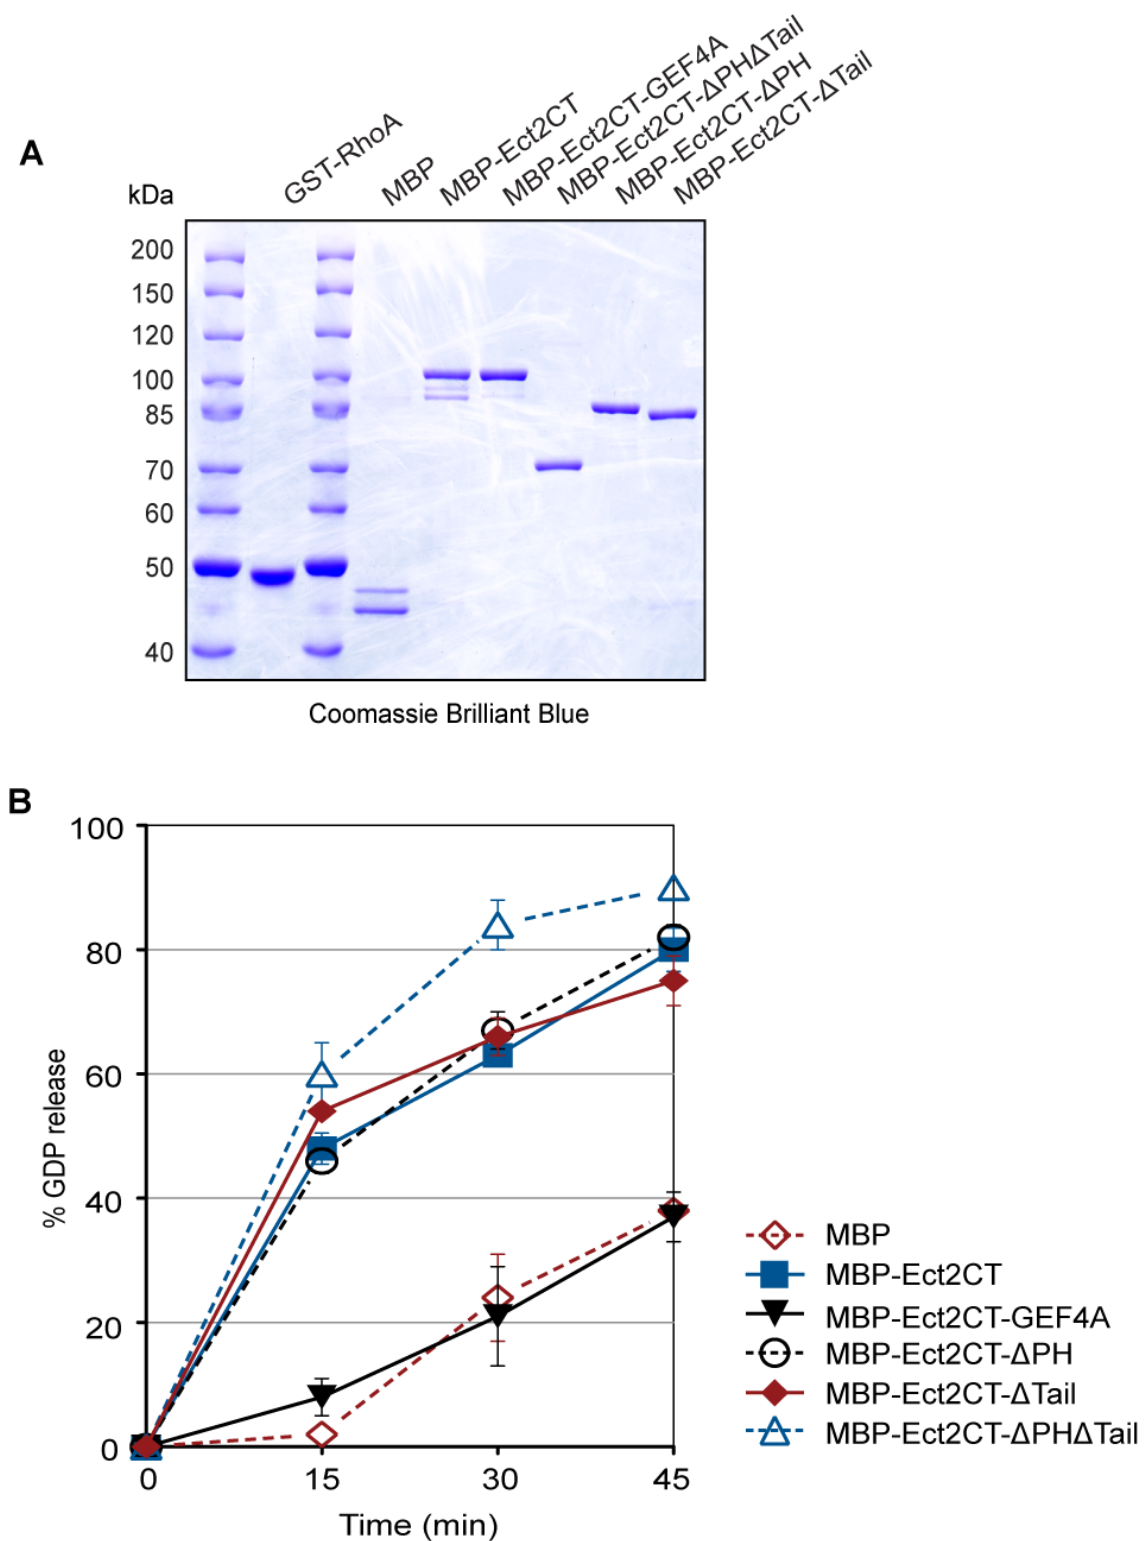 A
kDa
GST-RhoA
MBP
MBP-Ect2CT
MBP-Ect2CT-GEF4A
MBP-Ect2CT-ΔPHΔTail
MBP-Ect2CT-ΔPH
MBP-Ect2CT-ΔTail
200
150
120
100
85
70
60
50
40
Coomassie Brilliant Blue
B
100
80
60
40
20
0
% GDP release
0 15 30 45
Time (min)
MBP
MBP-Ect2CT
MBP-Ect2CT-GEF4A
MBP-Ect2CT-ΔPH
MBP-Ect2CT-ΔTail
MBP-Ect2CT-ΔPHΔTail